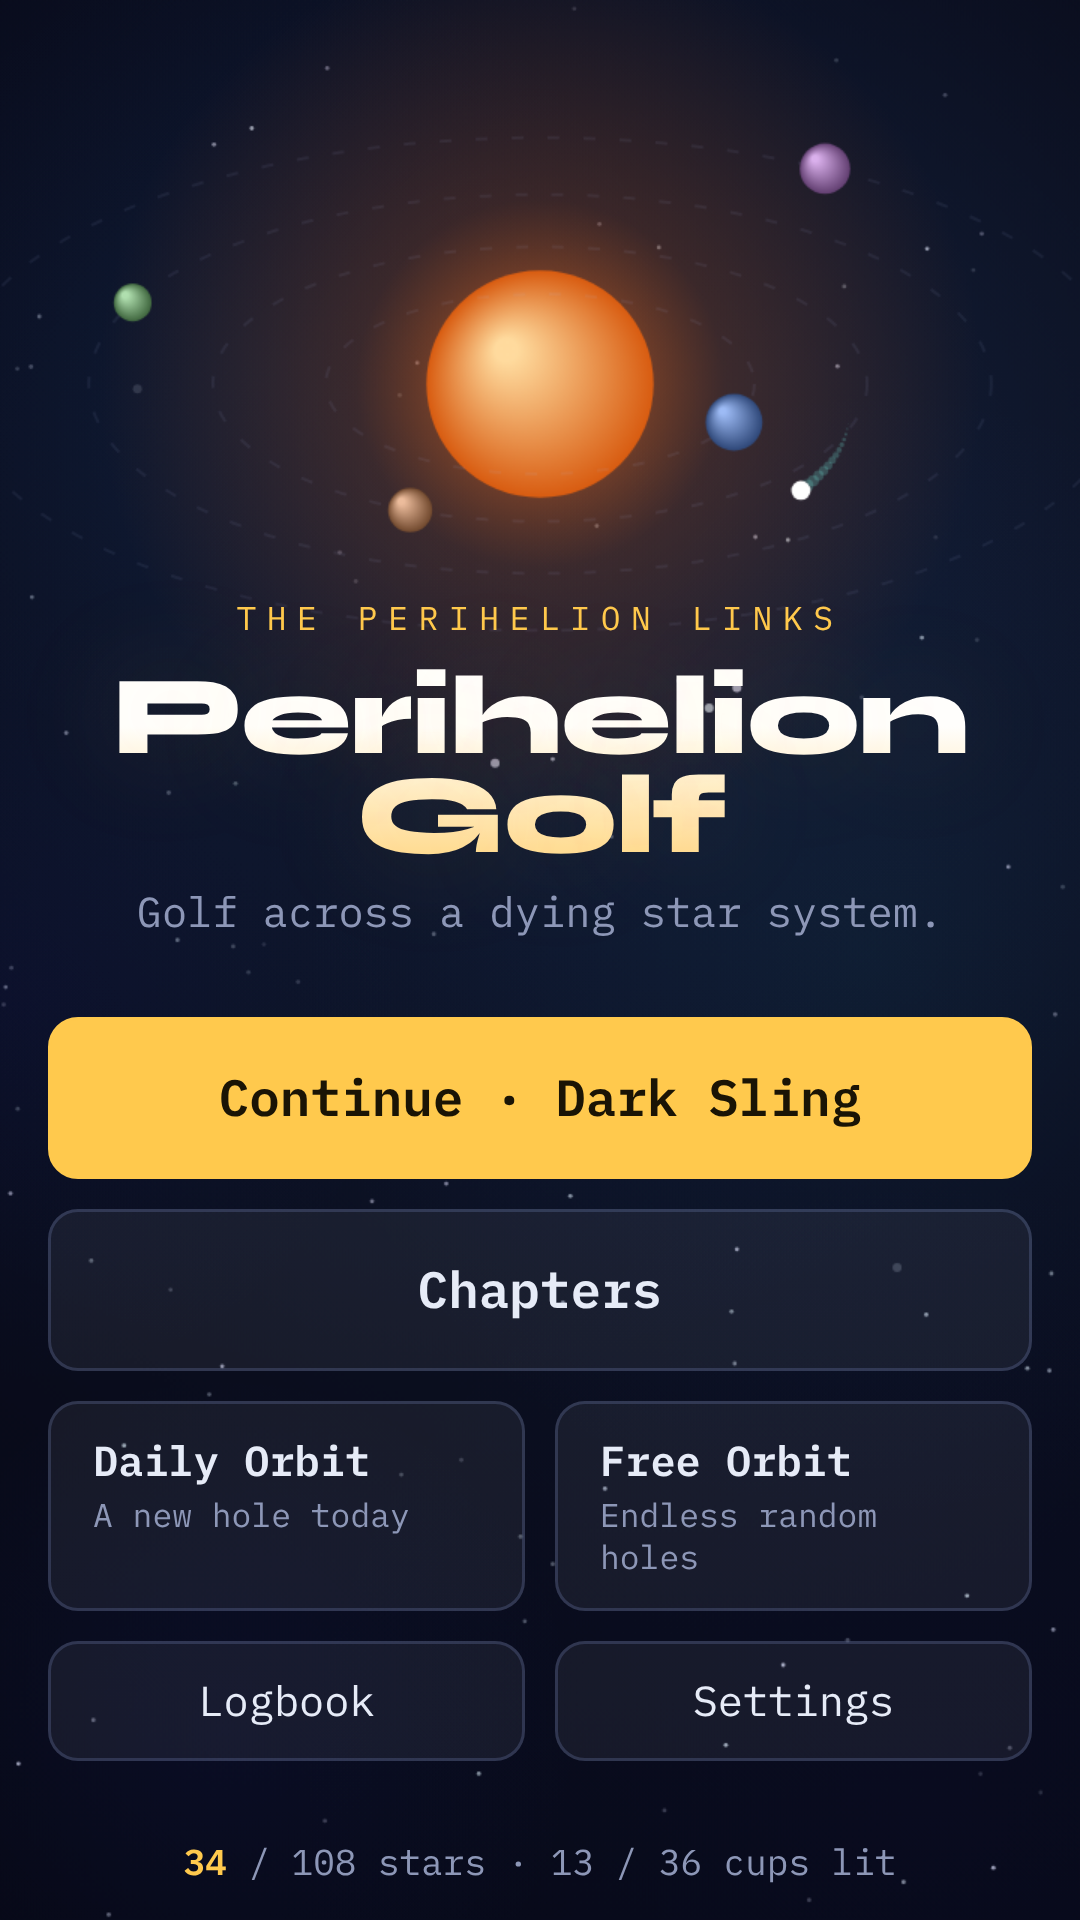 THE PERIHELION LINKS
Perihelion
Golf
Golf across a dying star system.
Continue · Dark Sling
Chapters
Daily Orbit
A new hole today
Free Orbit
Endless random
holes
Logbook
Settings
34 / 108 stars · 13 / 36 cups lit